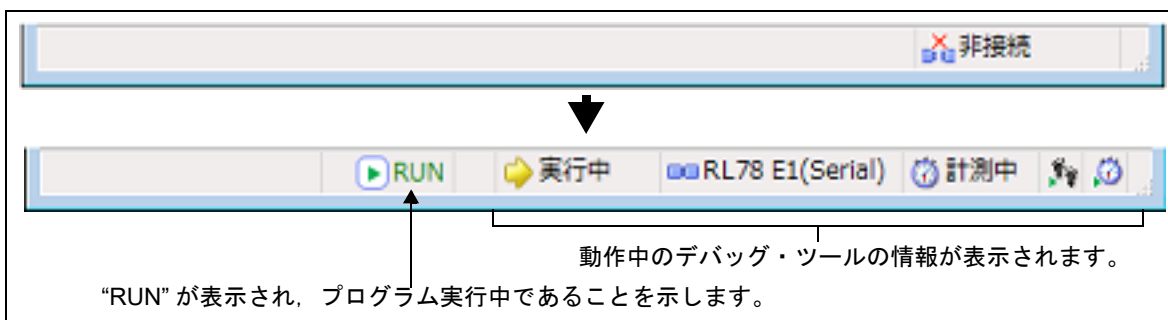 非接続
RUN 実行中 RL78 E1(Serial) 計測中
動作中のデバッグ・ツールの情報が表示されます。
“RUN” が表示され，プログラム実行中であることを示します。